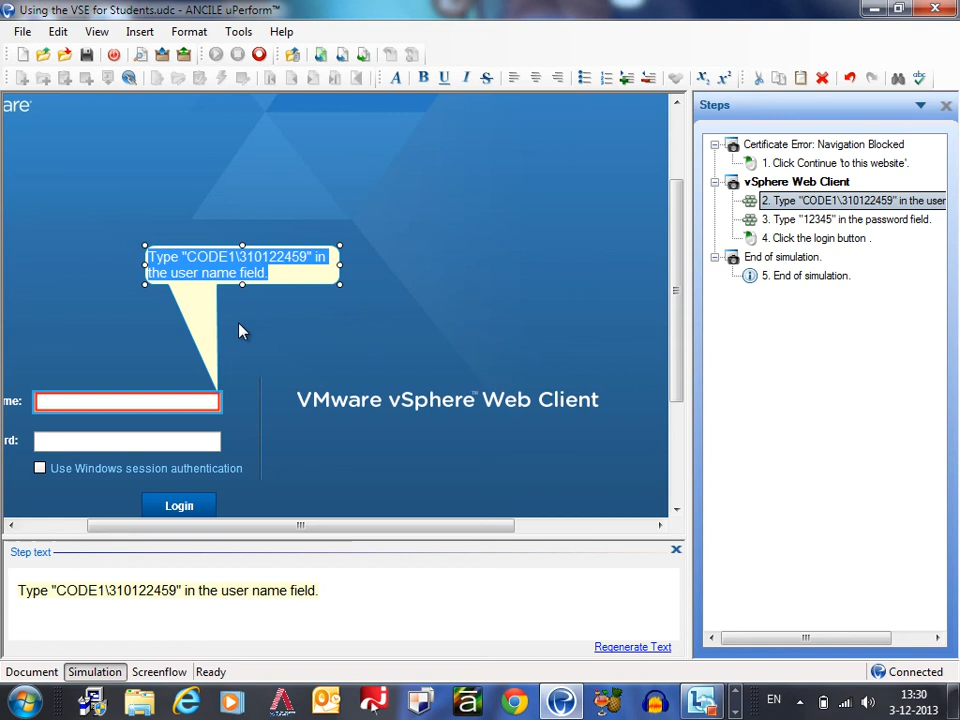 Using the VSE for Students.udc - ANCILE uPerform™
File Edit View Insert Format Tools Help
A B U I S
X₂ X²
are
Steps
Certificate Error: Navigation Blocked
1. Click Continue 'to this website'.
vSphere Web Client
2. Type "CODE1\310122459" in the user
3. Type "12345" in the password field.
4. Click the login button .
End of simulation.
5. End of simulation.
Type "CODE1\310122459" in
the user name field.
me:
VMware vSphere™ Web Client
rd:
Use Windows session authentication
Login
Step text
Type "CODE1\310122459" in the user name field.
Regenerate Text
Document Simulation Screenflow Ready Connected
EN
13:30
3-12-2013